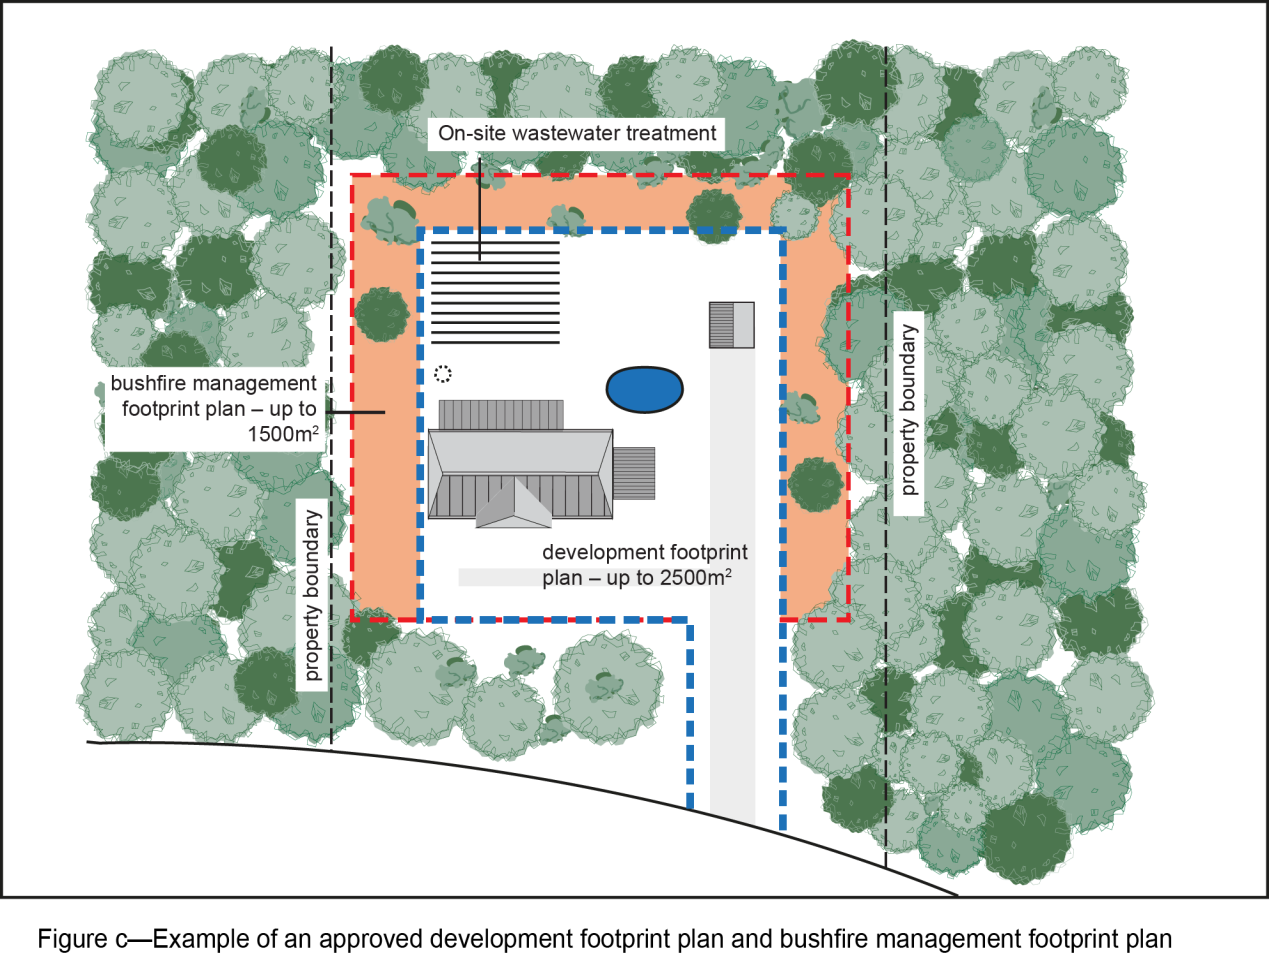 On-site wastewater treatment
bushfire management
footprint plan – up to
1500m²
property boundary
property boundary
development footprint
plan – up to 2500m²
Figure c—Example of an approved development footprint plan and bushfire management footprint plan